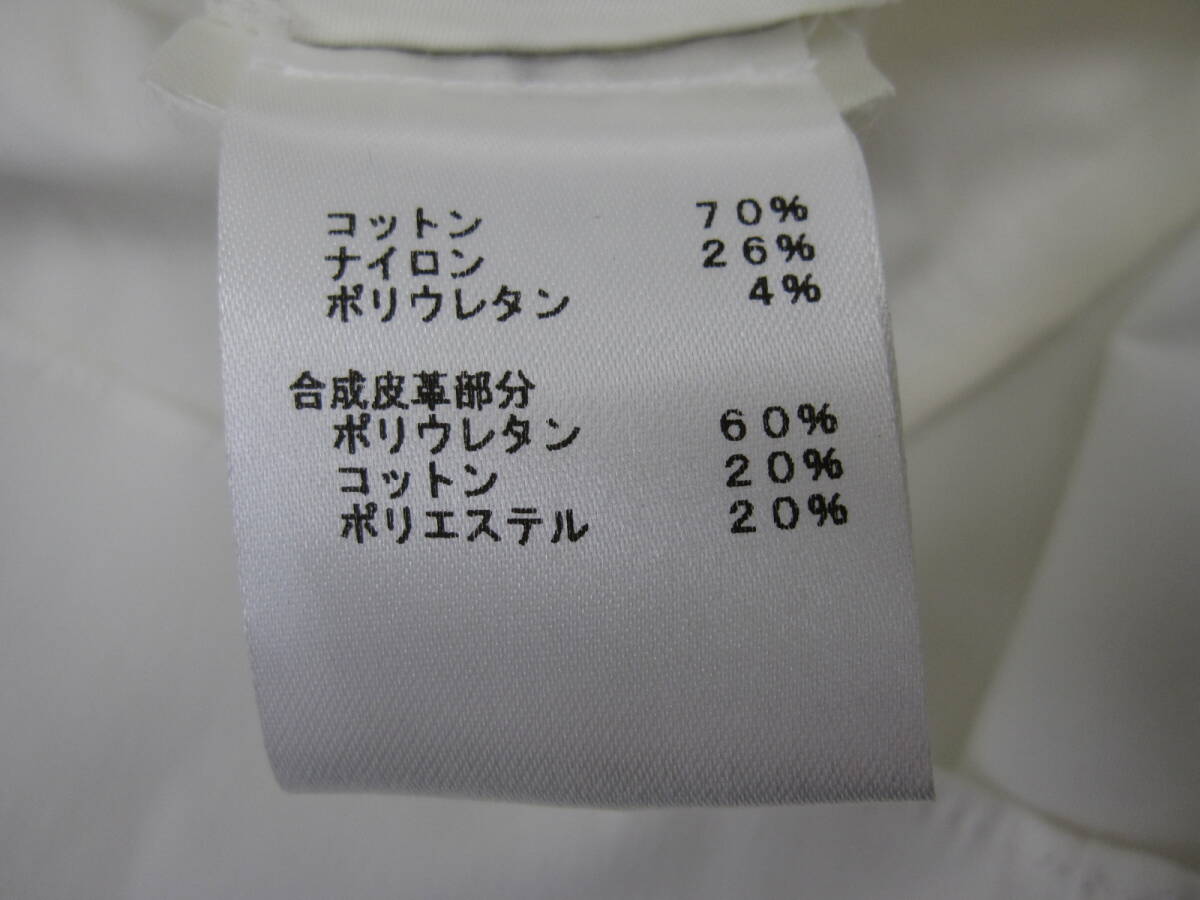 コットン 70%
ナイロン 26%
ポリウレタン 4%
合成皮革部分
ポリウレタン 60%
コットン 20%
ポリエステル 20%